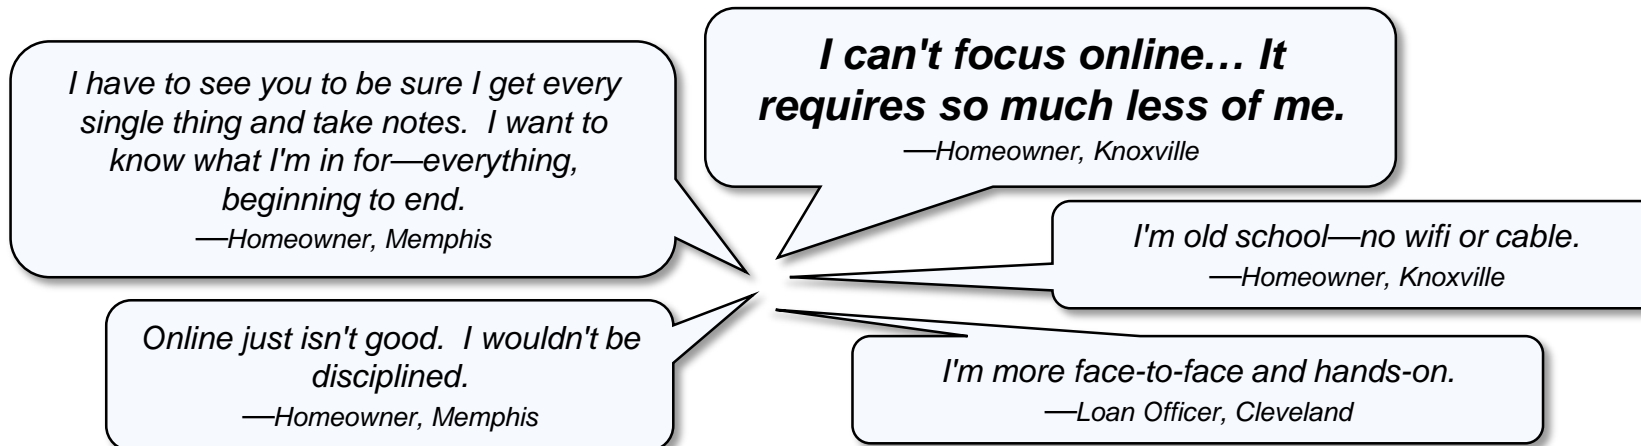 I have to see you to be sure I get every
single thing and take notes.  I want to
know what I'm in for—everything,
beginning to end.
—Homeowner, Memphis
I can't focus online… It
requires so much less of me.
—Homeowner, Knoxville
I'm old school—no wifi or cable.
—Homeowner, Knoxville
Online just isn't good.  I wouldn't be
disciplined.
—Homeowner, Memphis
I'm more face-to-face and hands-on.
—Loan Officer, Cleveland